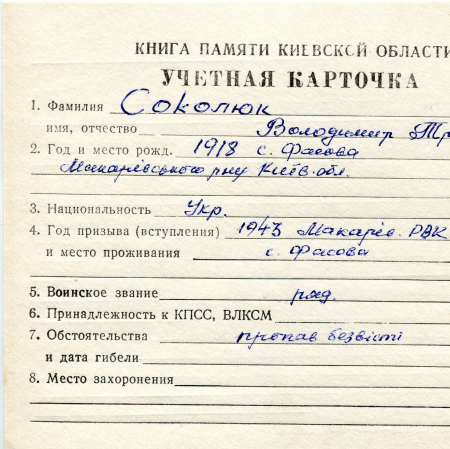 КНИГА ПАМЯТИ КИЕВСКОЙ ОБЛАСТИ
УЧЕТНАЯ КАРТОЧКА
1. Фамилия Соколюк
имя, отчество Володимир Тр
2. Год и место рожд. 1918 с. Фасова
Макарівського р-ну Київ. обл.
3. Национальность Укр.
4. Год призыва (вступления) 1943 Макарів. РВК
и место проживания с. Фасова
5. Воинское звание ряд.
6. Принадлежность к КПСС, ВЛКСМ
7. Обстоятельства пропав безвісті
и дата гибели
8. Место захоронения